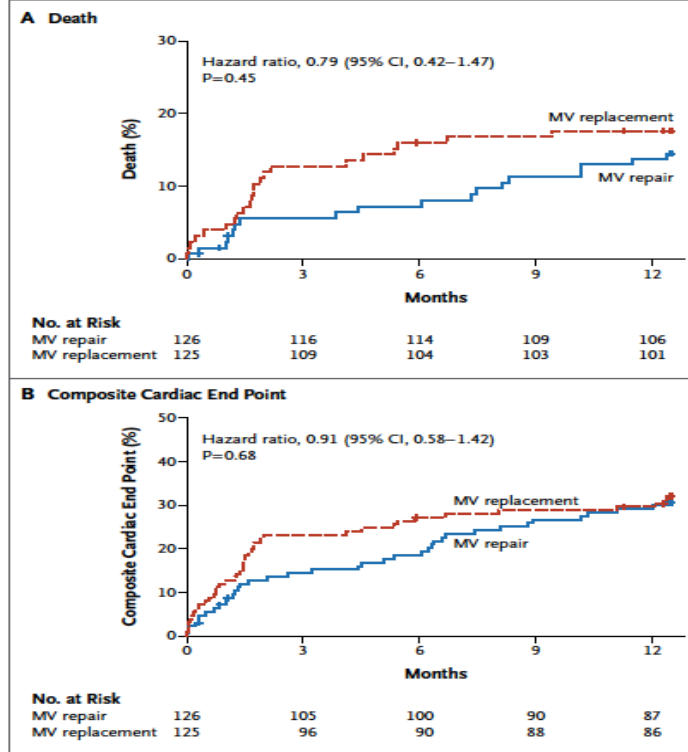 A Death
Hazard ratio, 0.79 (95% CI, 0.42–1.47)
P=0.45
Death (%)
30
20
10
0
MV replacement
MV repair
0 3 6 9 12
Months
No. at Risk
MV repair 126 116 114 109 106
MV replacement 125 109 104 103 101
B Composite Cardiac End Point
Hazard ratio, 0.91 (95% CI, 0.58–1.42)
P=0.68
Composite Cardiac End Point (%)
50
40
30
20
10
0
MV replacement
MV repair
0 3 6 9 12
Months
No. at Risk
MV repair 126 105 100 90 87
MV replacement 125 96 90 88 86